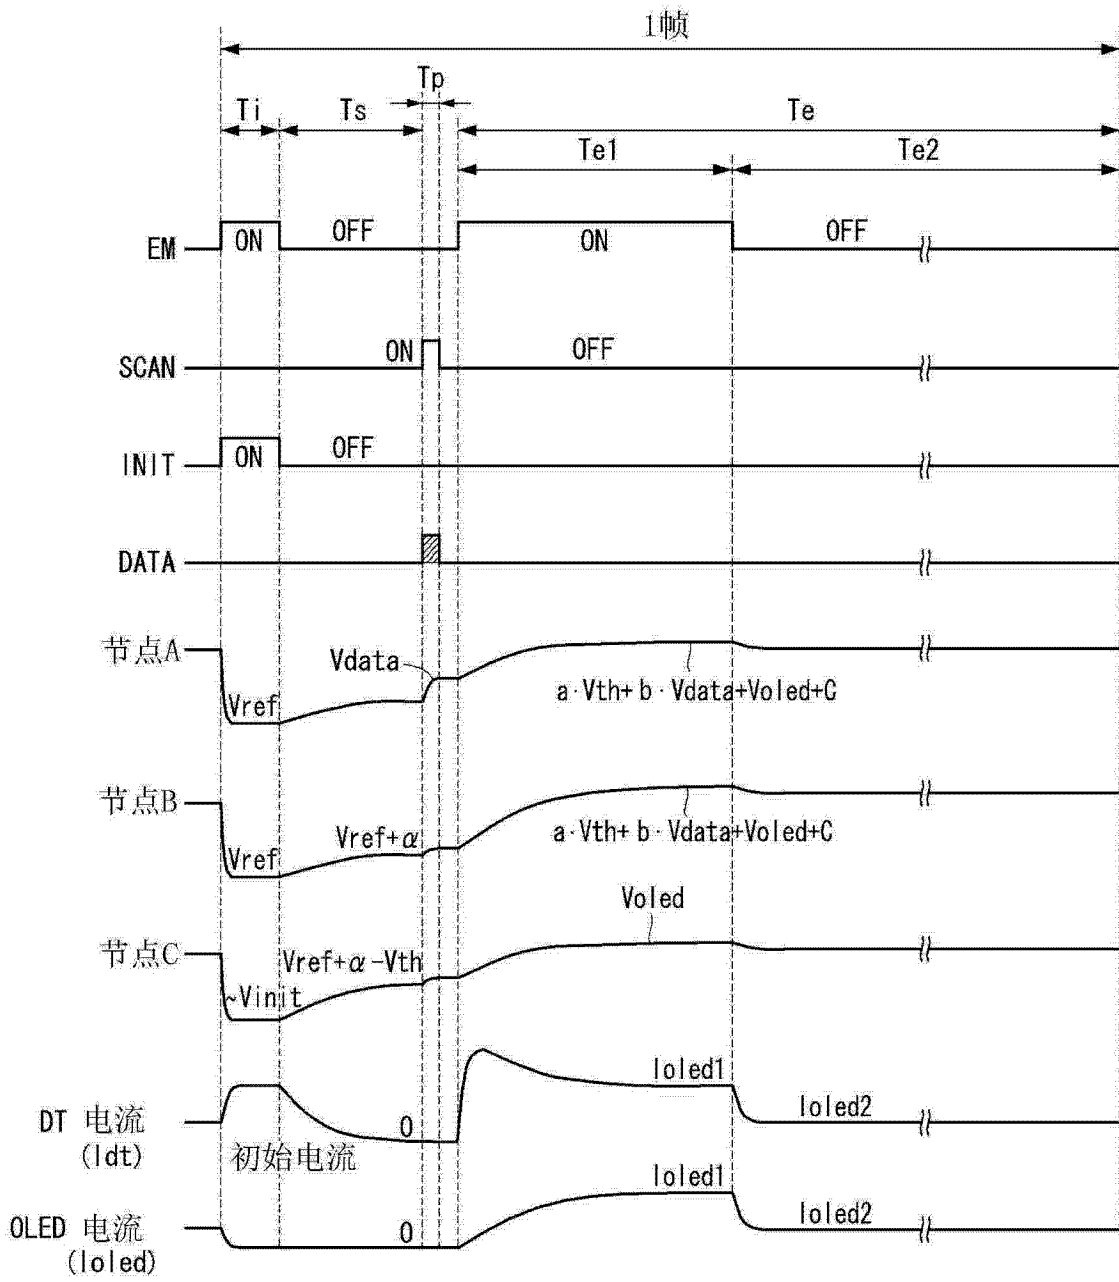 1帧
Tp
Ti Ts Te
Te1 Te2
EM ON OFF ON OFF
SCAN ON OFF
INIT ON OFF
DATA
节点A Vref Vdata a·Vth+b·Vdata+Voled+C
节点B Vref Vref+α a·Vth+b·Vdata+Voled+C
节点C ~Vinit Vref+α-Vth Voled
DT 电流 0 Ioled1 Ioled2
(Idt) 初始电流
OLED 电流 0 Ioled1 Ioled2
(Ioled)